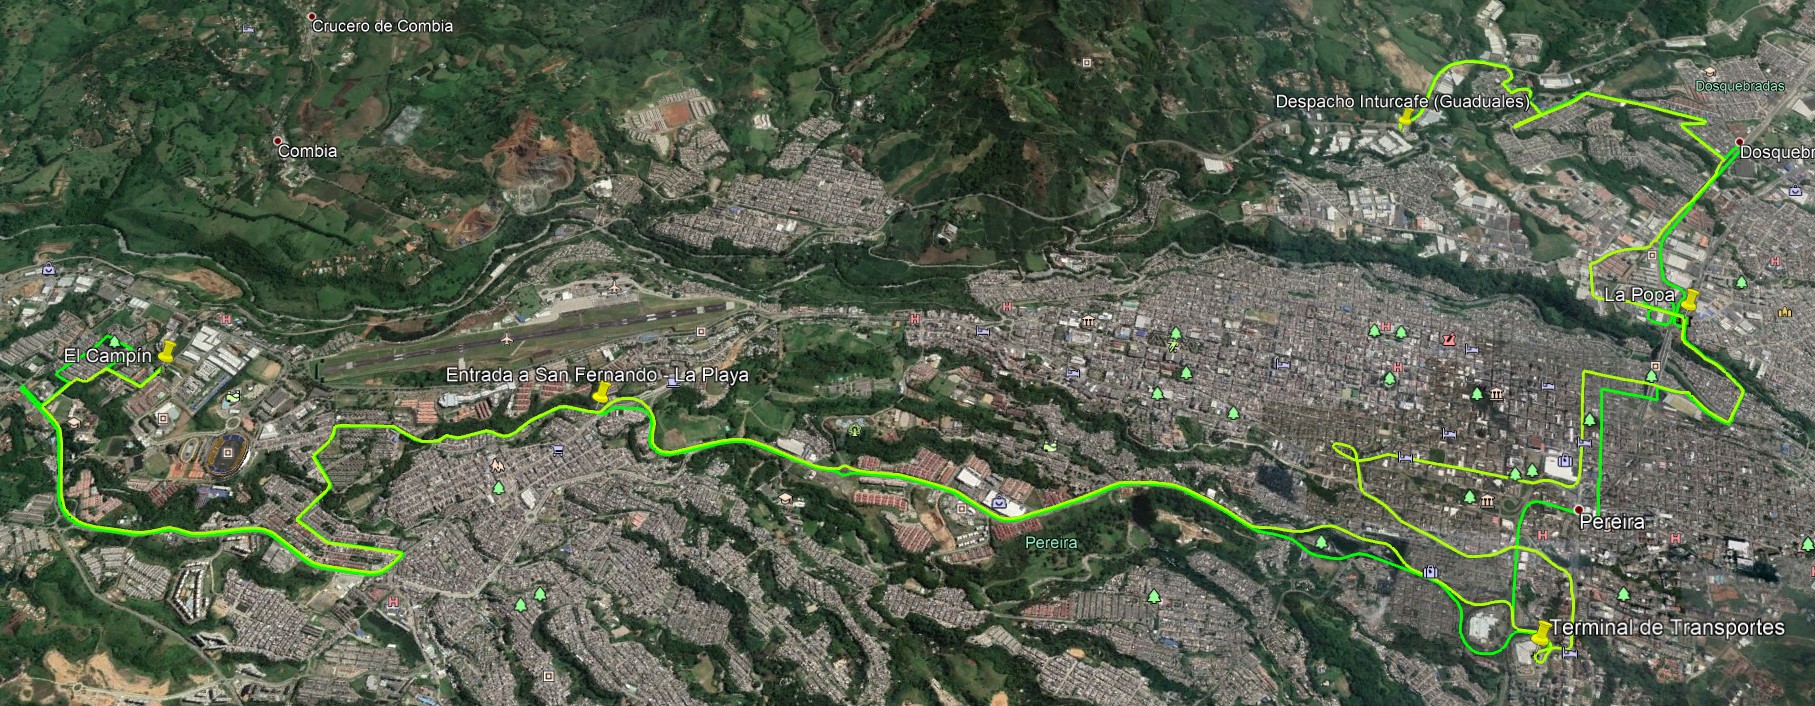 Crucero de Combia
Dosquebradas
Despacho Inturcafe (Guaduales)
Combia
Dosquebr
La Popa
El Campín
Entrada a San Fernando - La Playa
Pereira
Pereira
Terminal de Transportes